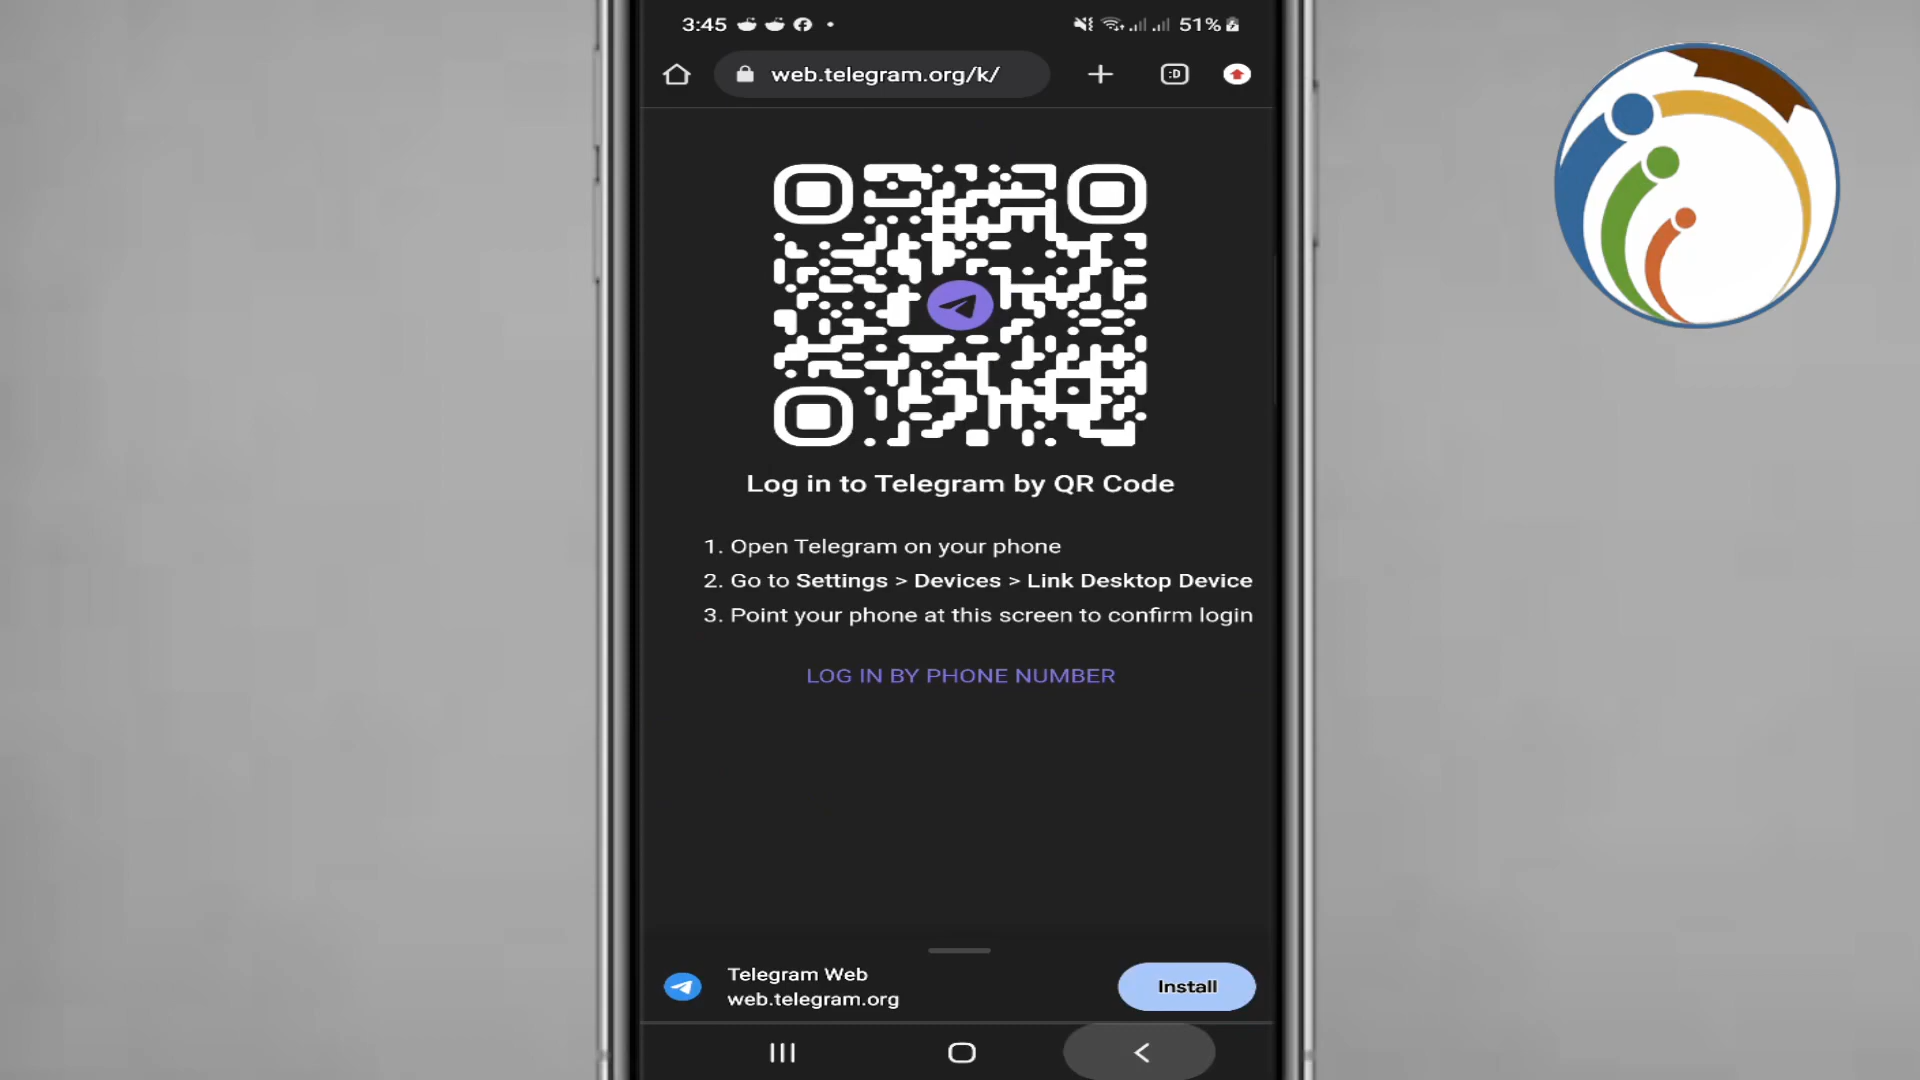 3:45
51%
web.telegram.org/k/
:D
Log in to Telegram by QR Code
1. Open Telegram on your phone
2. Go to Settings > Devices > Link Desktop Device
3. Point your phone at this screen to confirm login
LOG IN BY PHONE NUMBER
Telegram Web
web.telegram.org
Install